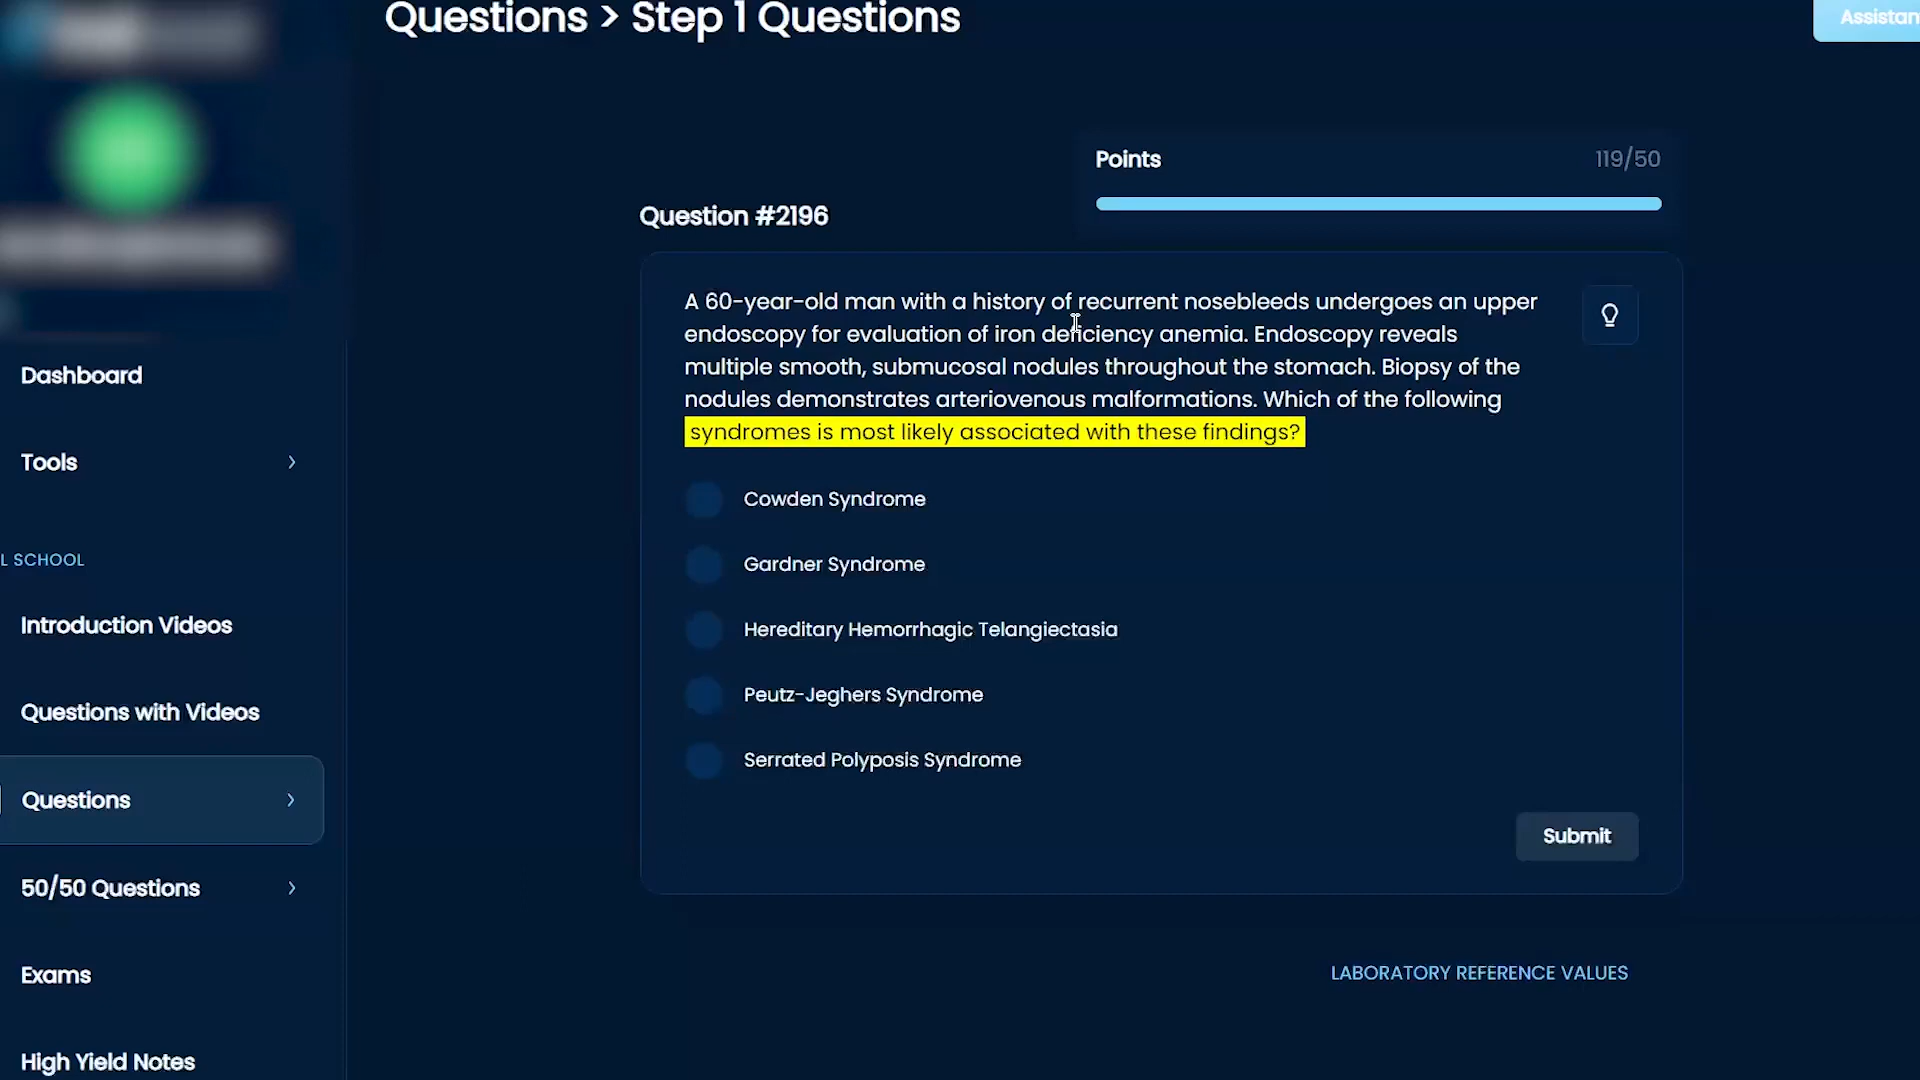 Questions > Step 1 Questions
Assistan
Points
119/50
Question #2196
A 60-year-old man with a history of recurrent nosebleeds undergoes an upper
endoscopy for evaluation of iron deficiency anemia. Endoscopy reveals
multiple smooth, submucosal nodules throughout the stomach. Biopsy of the
nodules demonstrates arteriovenous malformations. Which of the following
syndromes is most likely associated with these findings?
Cowden Syndrome
Gardner Syndrome
Hereditary Hemorrhagic Telangiectasia
Peutz-Jeghers Syndrome
Serrated Polyposis Syndrome
Submit
LABORATORY REFERENCE VALUES
Dashboard
Tools
L SCHOOL
Introduction Videos
Questions with Videos
Questions
50/50 Questions
Exams
High Yield Notes